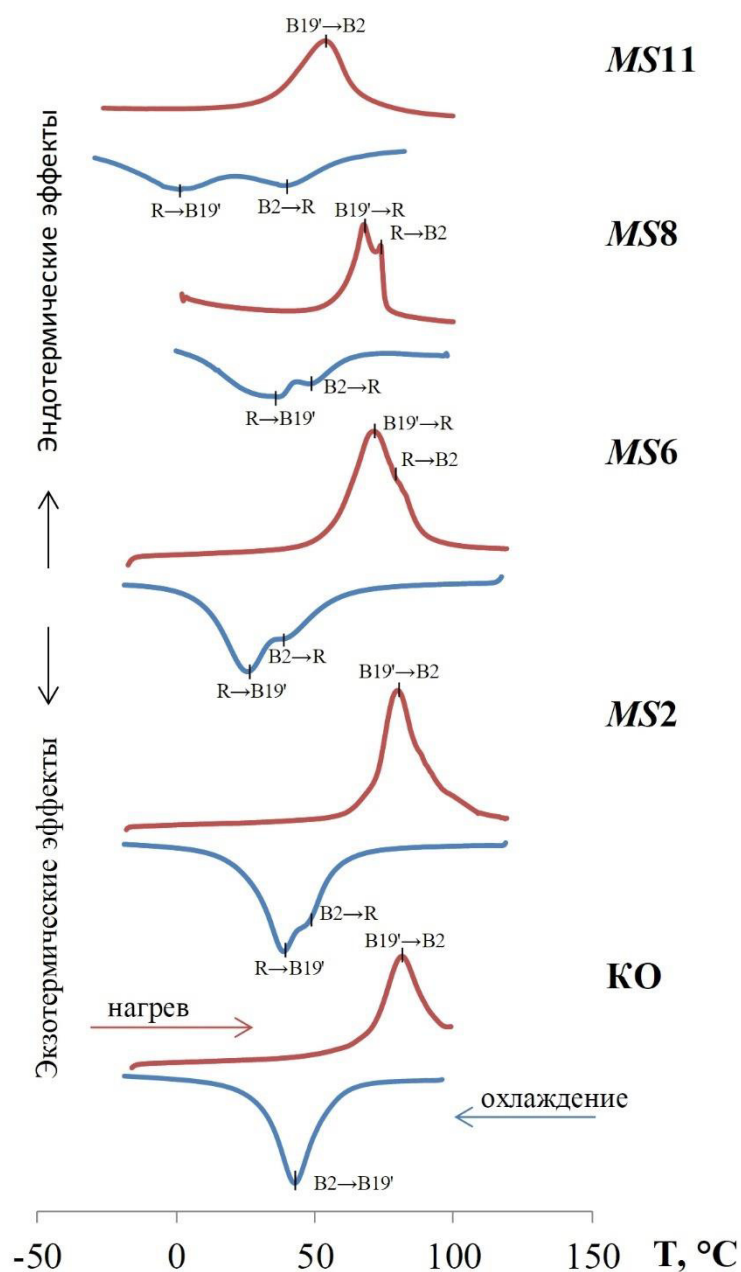 B19'→B2
MS11
R→B19'
B2→R
B19'→R
R→B2
MS8
B2→R
R→B19'
Эндотермические эффекты
B19'→R
R→B2
MS6
B2→R
R→B19'
B19'→B2
MS2
B2→R
R→B19'
Экзотермические эффекты
B19'→B2
КО
нагрев
охлаждение
B2→B19'
-50 0 50 100 150 T, °C